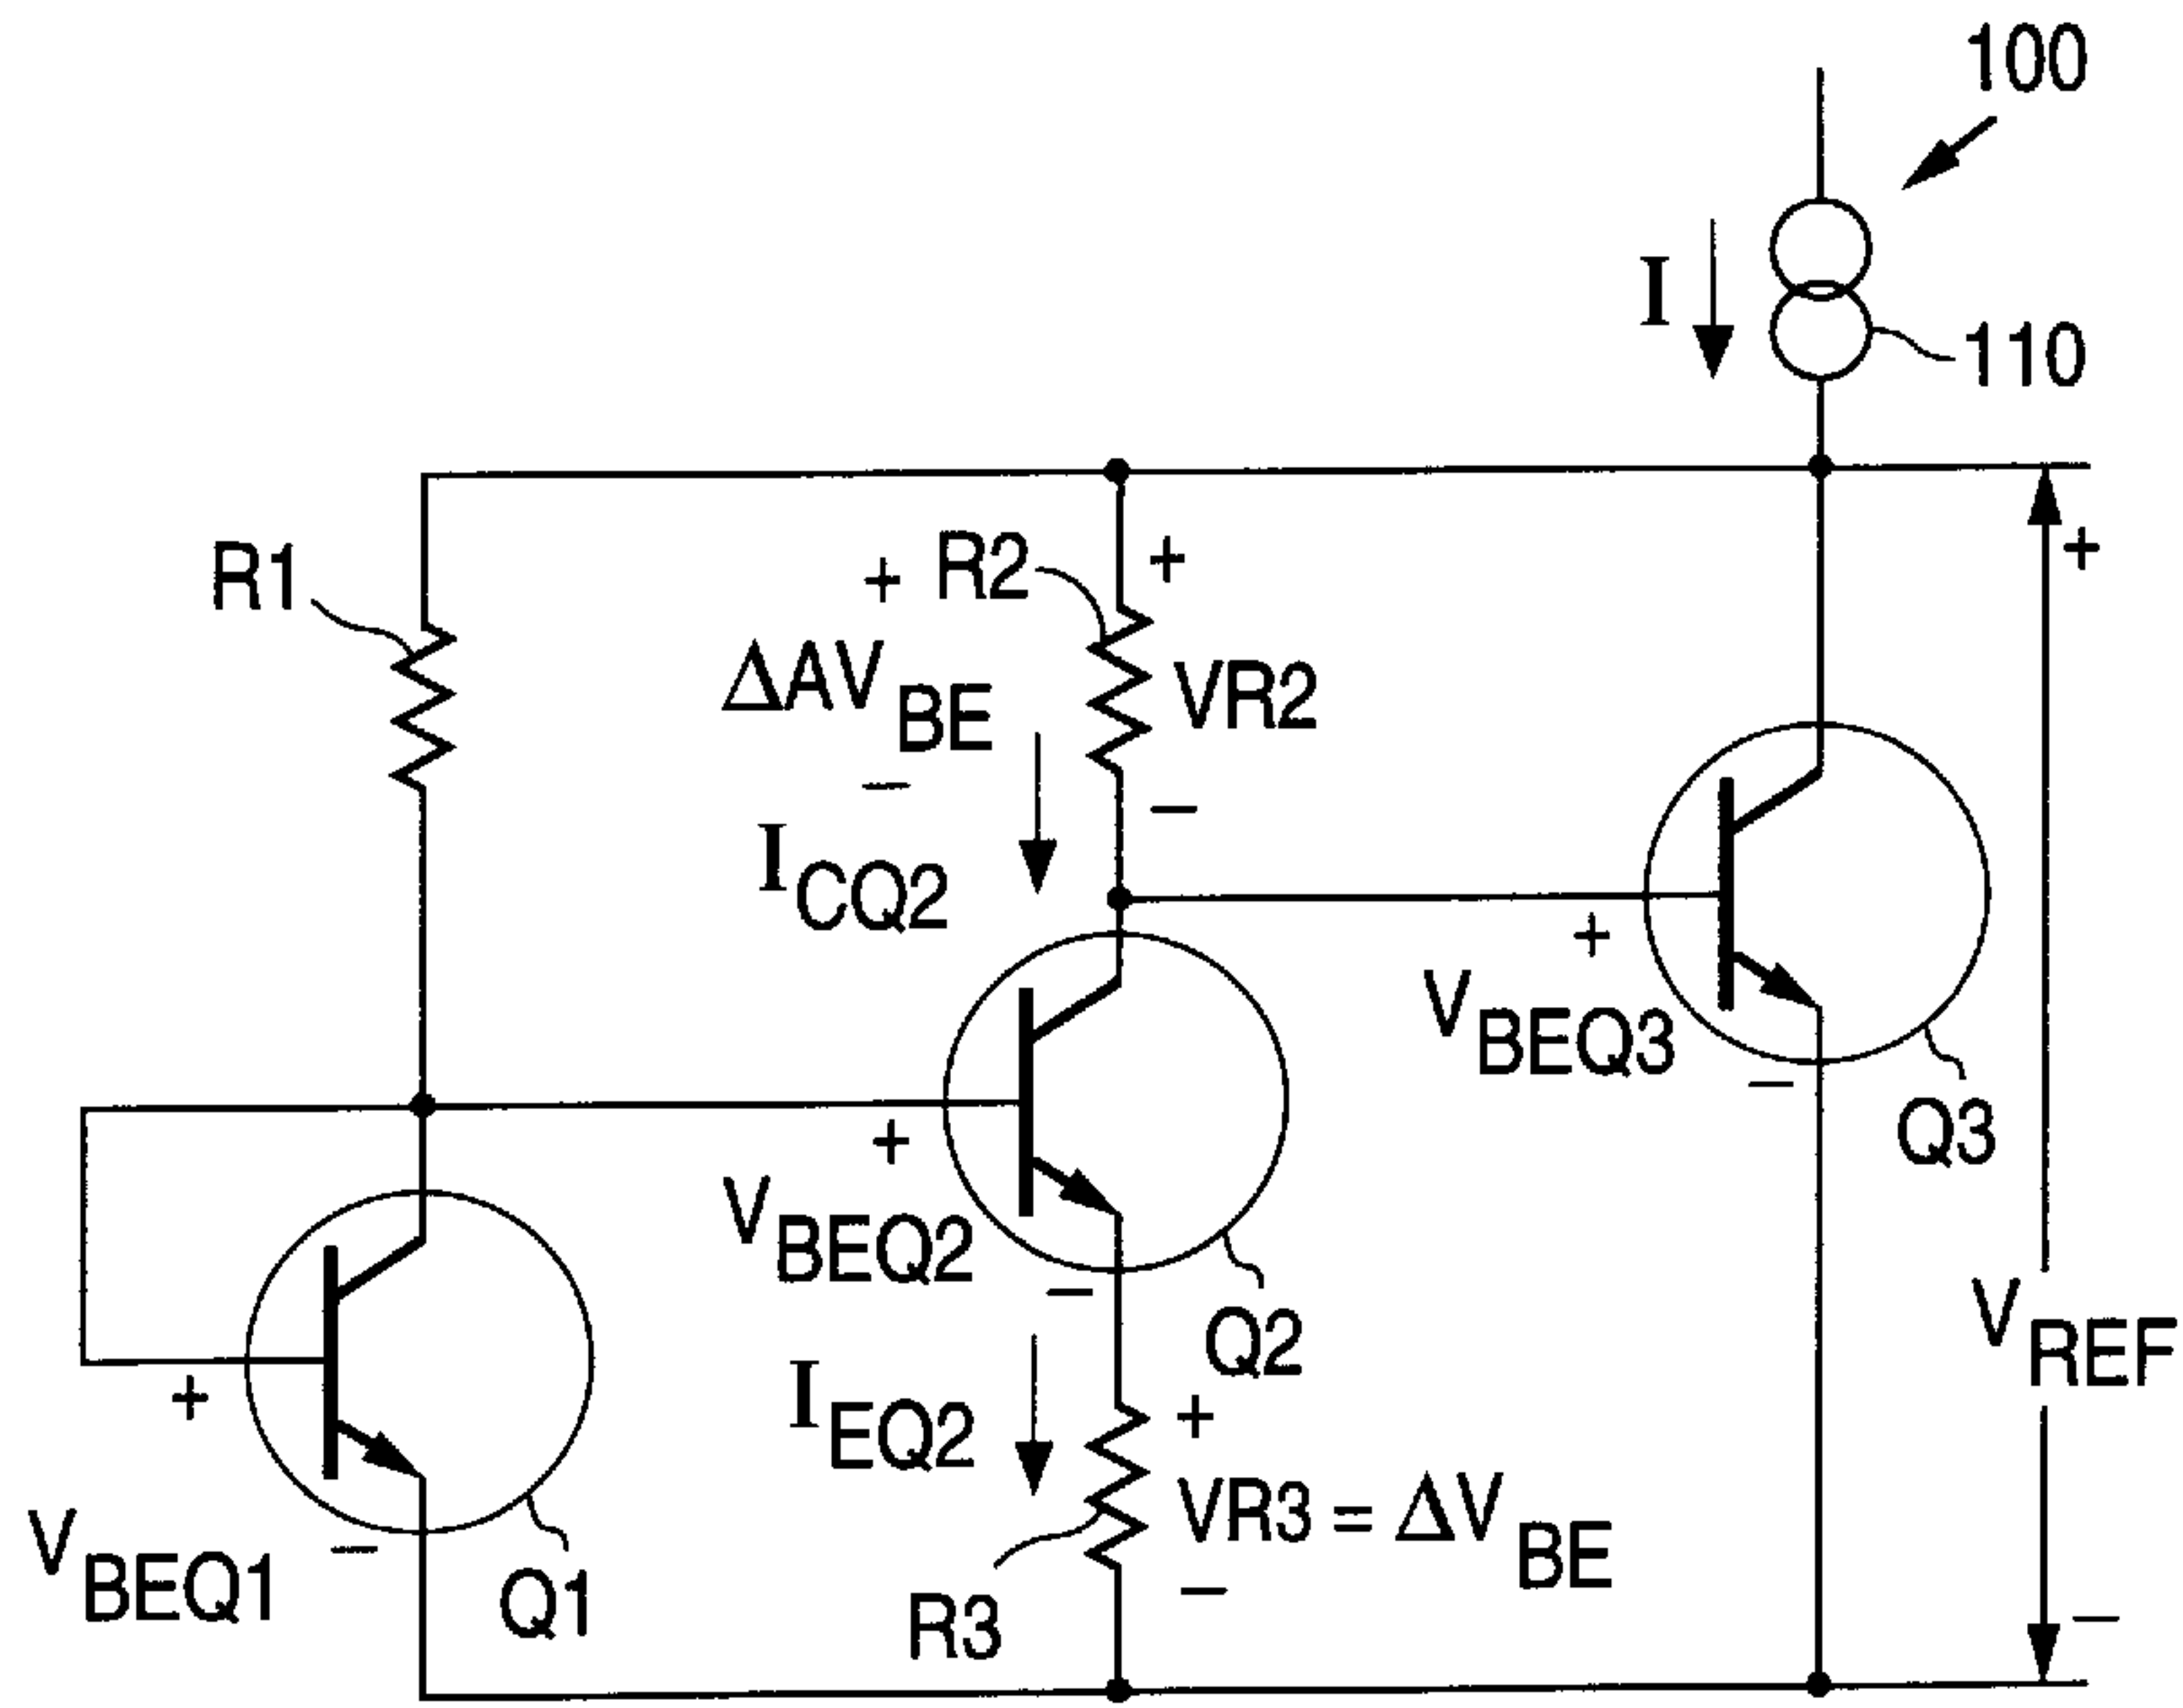 100
I
110
R1
+ R2 +
ΔAV BE
VR2
+
−
−
I CQ2
+
V BEQ3
−
Q3
+
V BEQ2
−
Q2
V REF
I EQ2
+
+
VR3 = ΔV BE
V BEQ1
−
Q1
R3
−
−